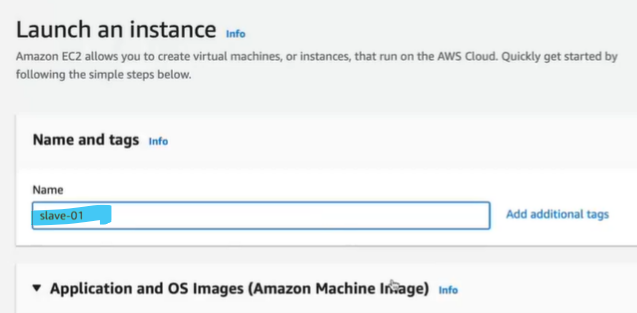 Launch an instance Info
Amazon EC2 allows you to create virtual machines, or instances, that run on the AWS Cloud. Quickly get started by
following the simple steps below.
Name and tags Info
Name
slave-01
Add additional tags
Application and OS Images (Amazon Machine Image) Info